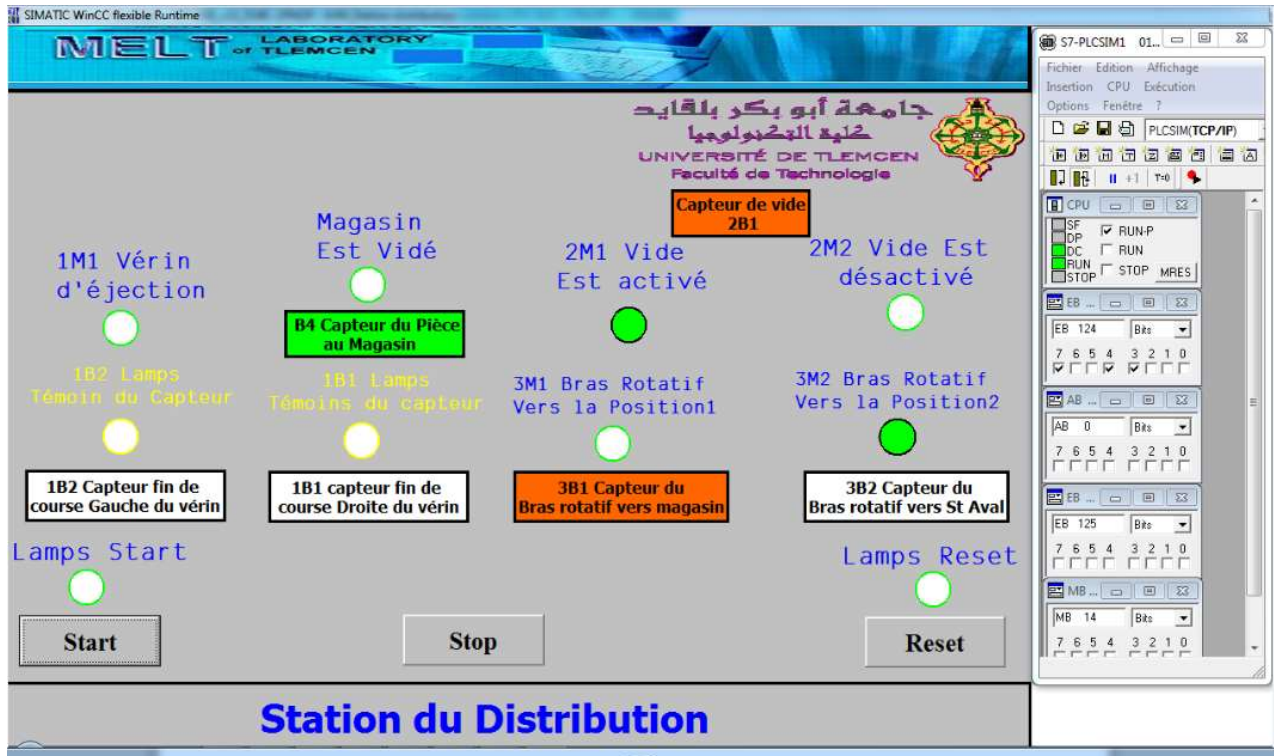 SIMATIC WinCC flexible Runtime
MELT of LABORATORY
TLEMCEN
جامعة أبو بكر بلقايد
كلية التكنولوجيا
UNIVERSITÉ DE TLEMCEN
Faculté de Technologie
Capteur de vide
2B1
1M1 Vérin
d'éjection
Magasin
Est Vidé
2M1 Vide
Est activé
2M2 Vide Est
désactivé
B4 Capteur du Pièce
au Magasin
1B2 Lamps
Témoin du Capteur
1B1 Lamps
Témoins du capteur
3M1 Bras Rotatif
Vers la Position1
3M2 Bras Rotatif
Vers la Position2
1B2 Capteur fin de
course Gauche du vérin
1B1 capteur fin de
course Droite du vérin
3B1 Capteur du
Bras rotatif vers magasin
3B2 Capteur du
Bras rotatif vers St Aval
Lamps Start
Lamps Reset
Start
Stop
Reset
Station du Distribution
S7-PLCSIM1 01...
Fichier Edition Affichage
Insertion CPU Exécution
Options Fenêtre ?
PLCSIM(TCP/IP)
+1 T=0
CPU
SF
DP
DC
RUN
STOP
RUN-P
RUN
STOP MRES
EB ...
EB 124 Bits
7 6 5 4 3 2 1 0
AB ...
AB 0 Bits
7 6 5 4 3 2 1 0
EB ...
EB 125 Bits
7 6 5 4 3 2 1 0
MB ...
MB 14 Bits
7 6 5 4 3 2 1 0